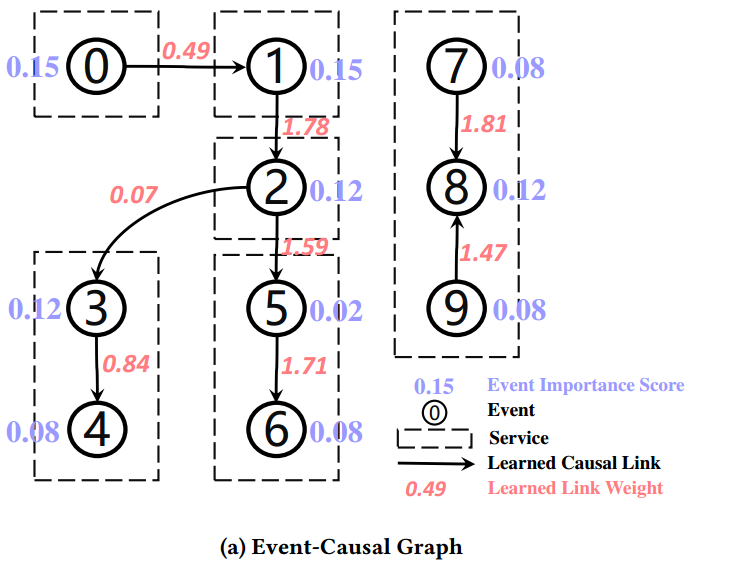 0.15 0 0.49 1 0.15 7 0.08
1.78 1.81
0.07 2 0.12 8 0.12
1.59 1.47
0.12 3 5 0.02 9 0.08
0.84 1.71
0.08 4 6 0.08
0.15 Event Importance Score
0 Event
Service
Learned Causal Link
0.49 Learned Link Weight
(a) Event-Causal Graph